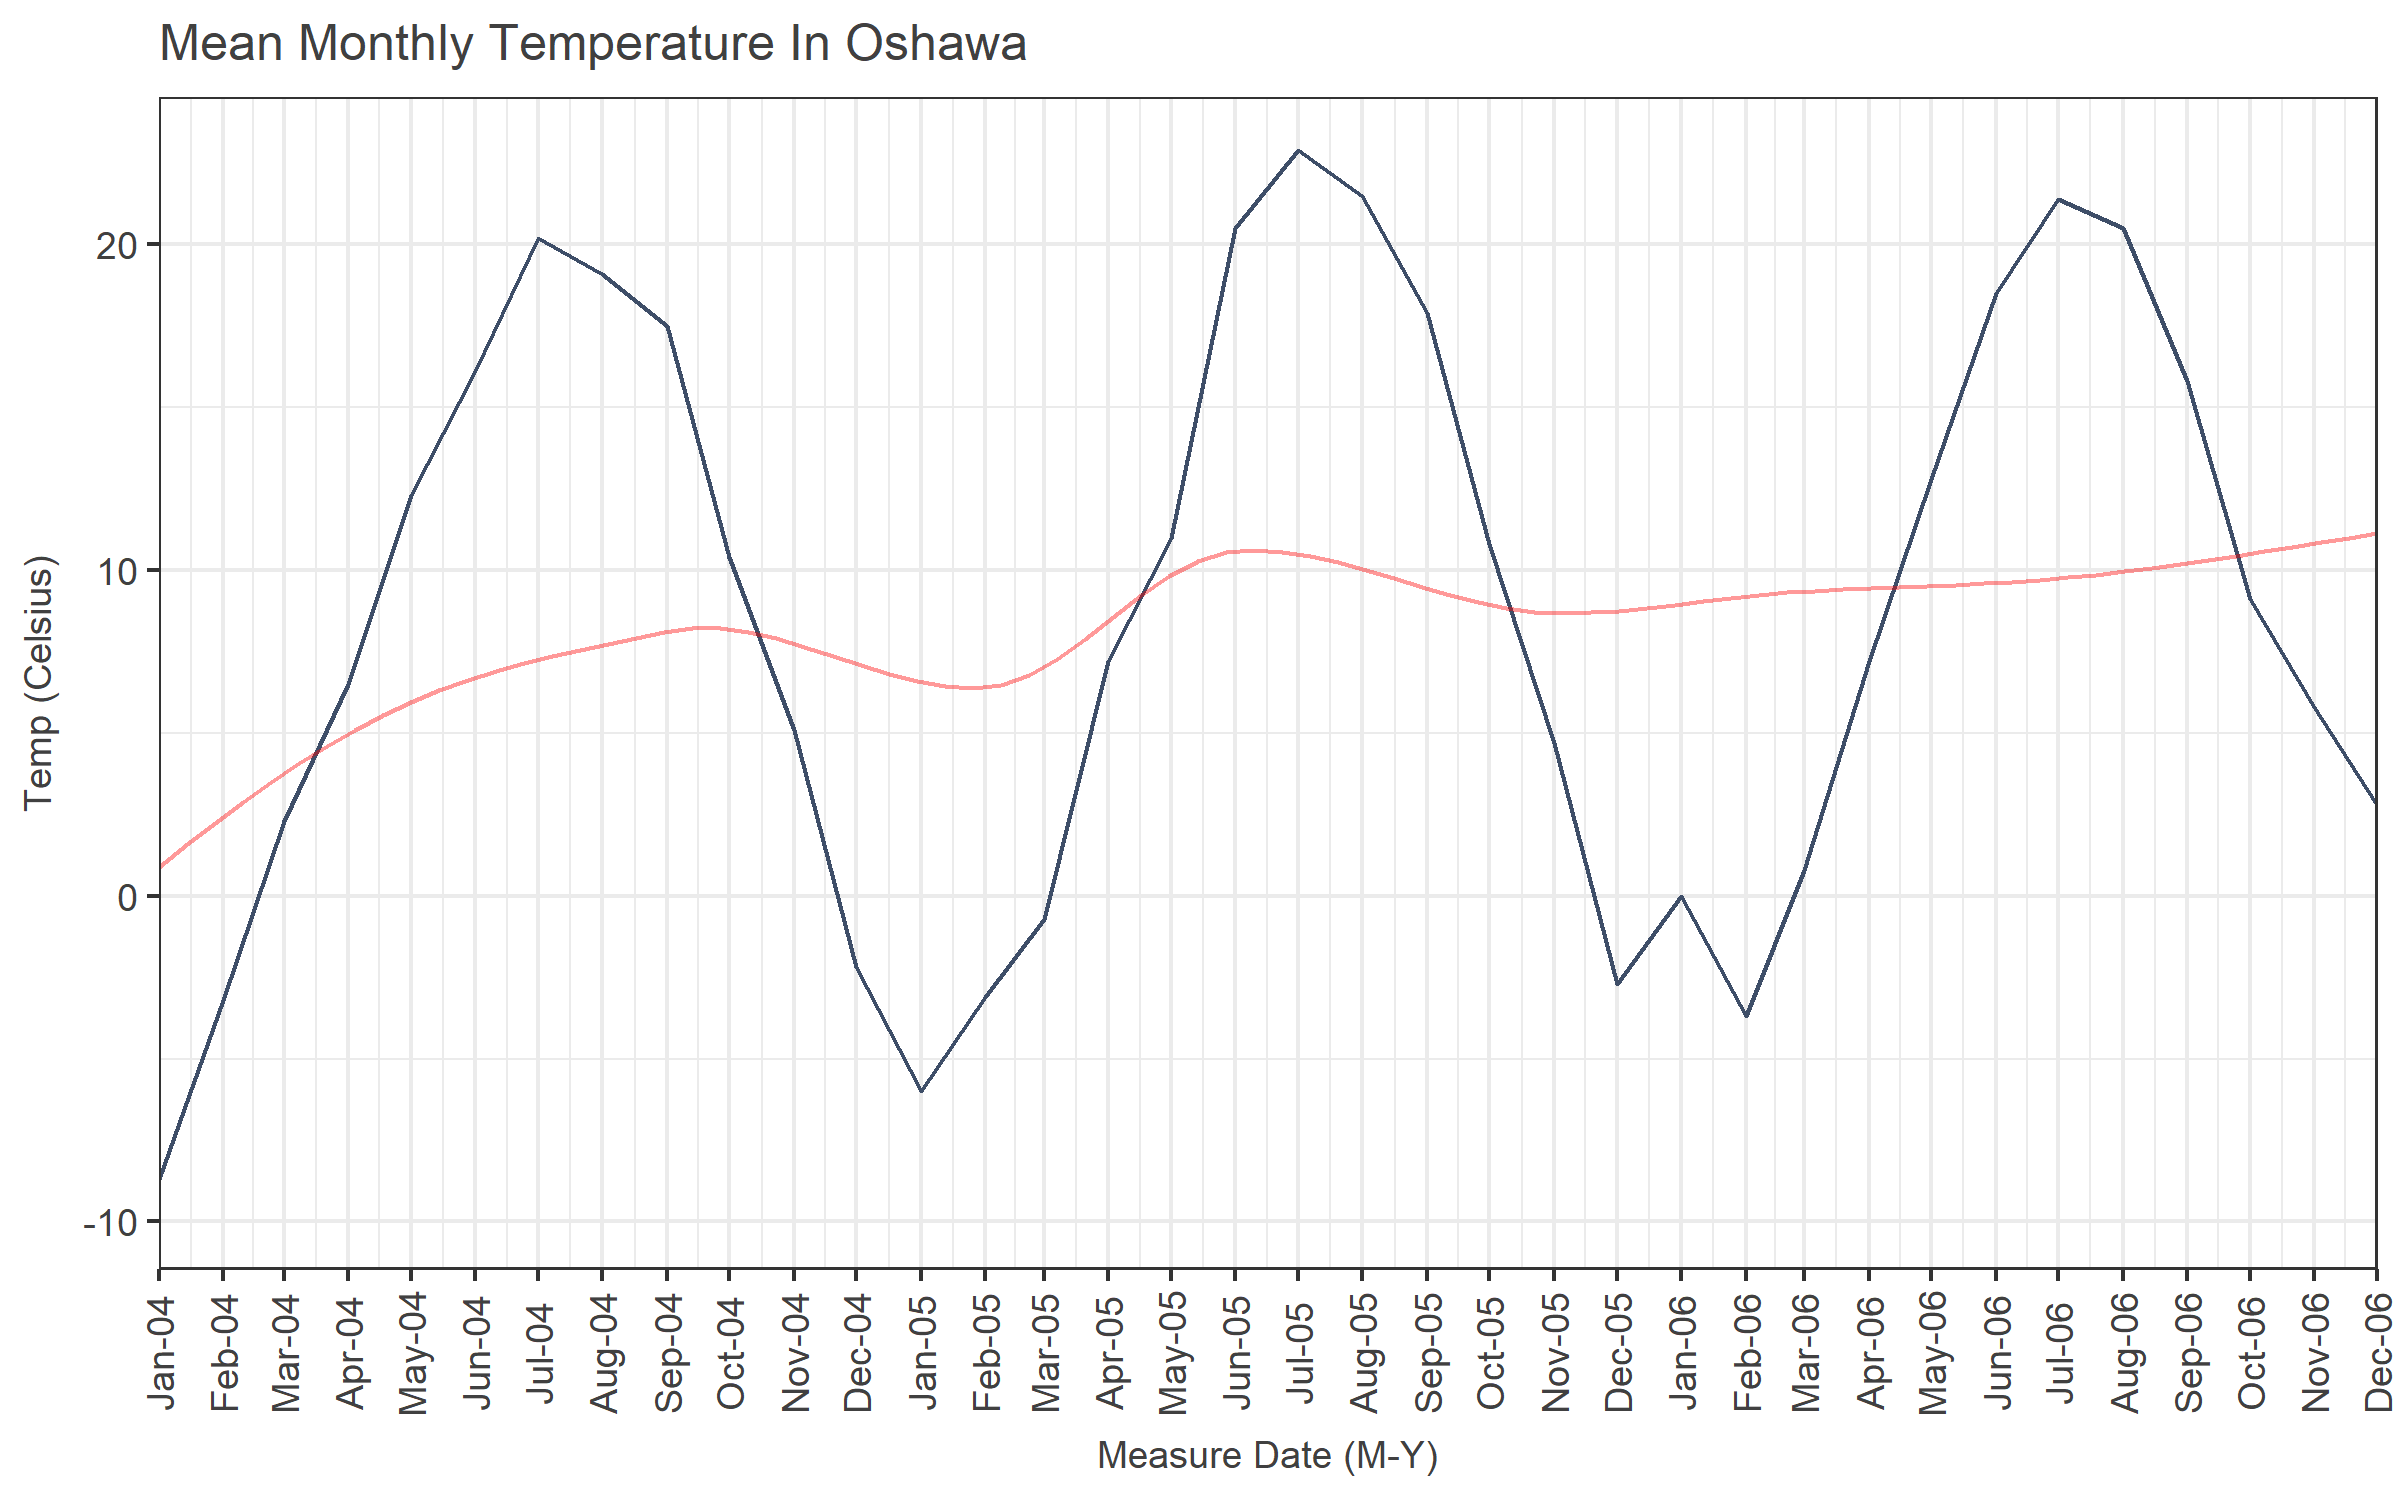 Mean Monthly Temperature In Oshawa
Temp (Celsius)
20
10
0
-10
Jan-04
Feb-04
Mar-04
Apr-04
May-04
Jun-04
Jul-04
Aug-04
Sep-04
Oct-04
Nov-04
Dec-04
Jan-05
Feb-05
Mar-05
Apr-05
May-05
Jun-05
Jul-05
Aug-05
Sep-05
Oct-05
Nov-05
Dec-05
Jan-06
Feb-06
Mar-06
Apr-06
May-06
Jun-06
Jul-06
Aug-06
Sep-06
Oct-06
Nov-06
Dec-06
Measure Date (M-Y)